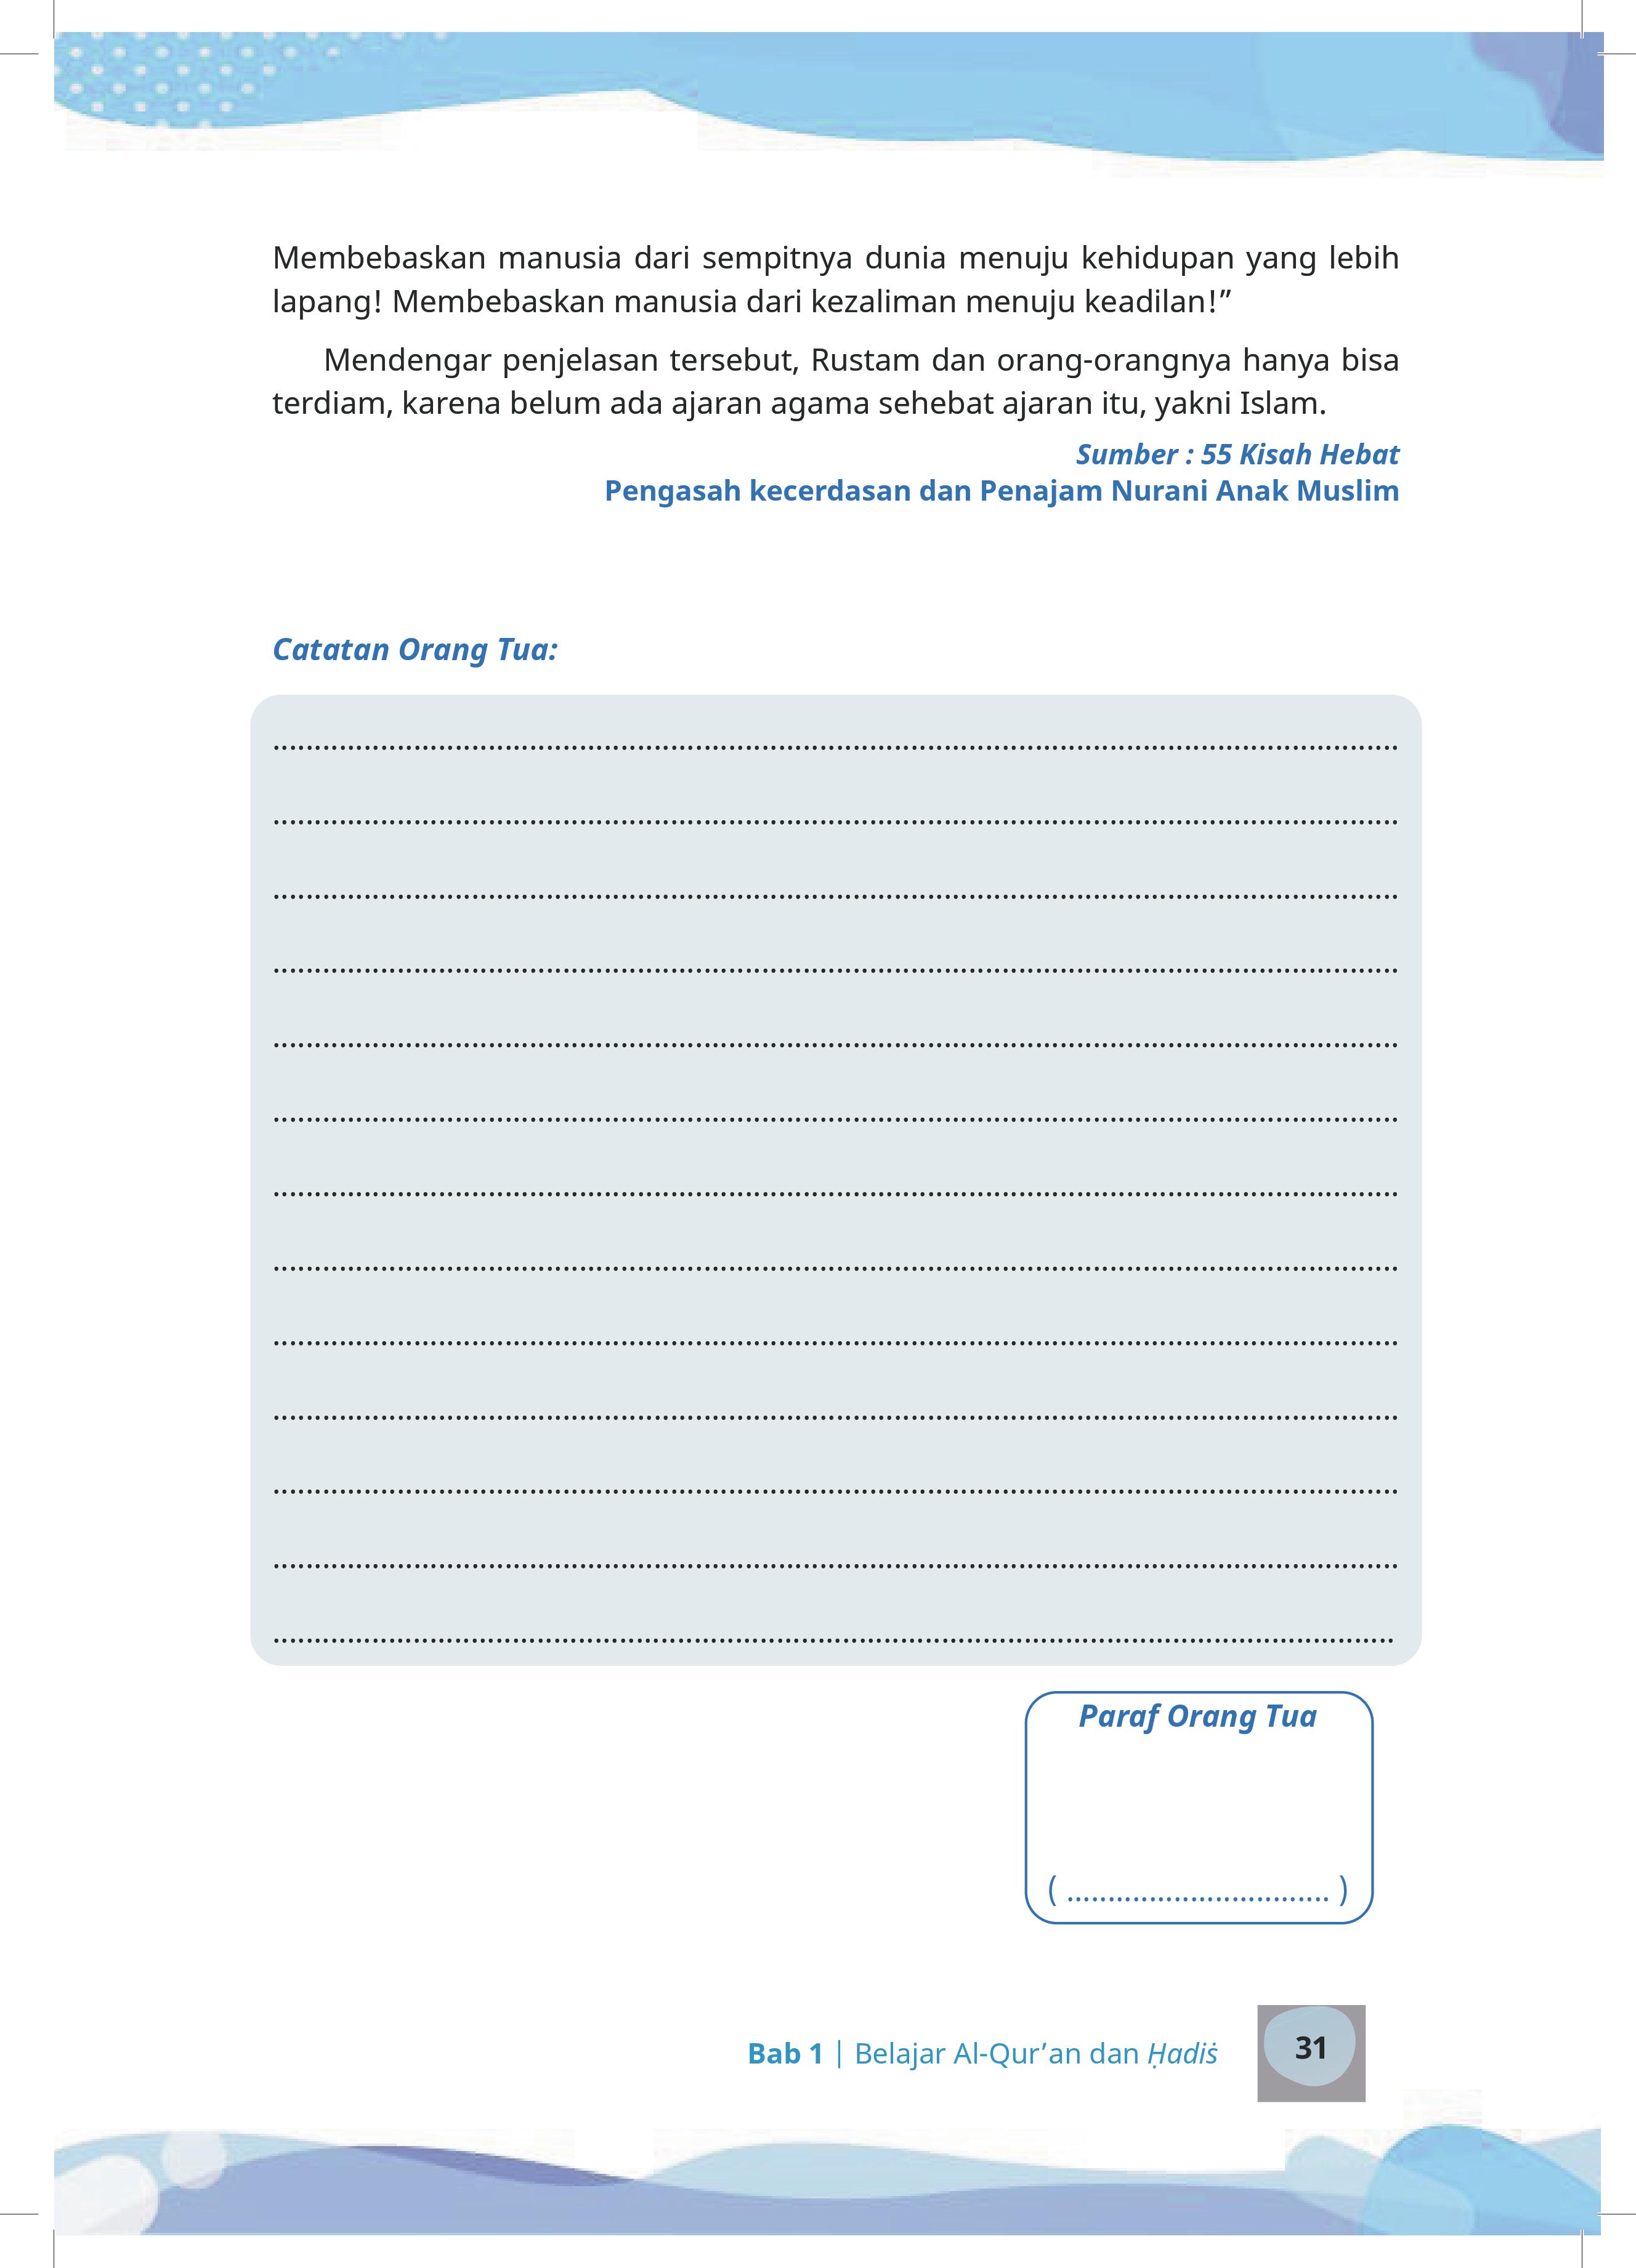 Membebaskan manusia dari sempitnya dunia menuju kehidupan yang lebih
lapang! Membebaskan manusia dari kezaliman menuju keadilan!”
Mendengar penjelasan tersebut, Rustam dan orang-orangnya hanya bisa
terdiam, karena belum ada ajaran agama sehebat ajaran itu, yakni Islam.
Sumber : 55 Kisah Hebat
Pengasah kecerdasan dan Penajam Nurani Anak Muslim
Catatan Orang Tua:
Paraf Orang Tua
( ................................ )
Bab 1 | Belajar Al-Qur’an dan Ḥadiṡ
31